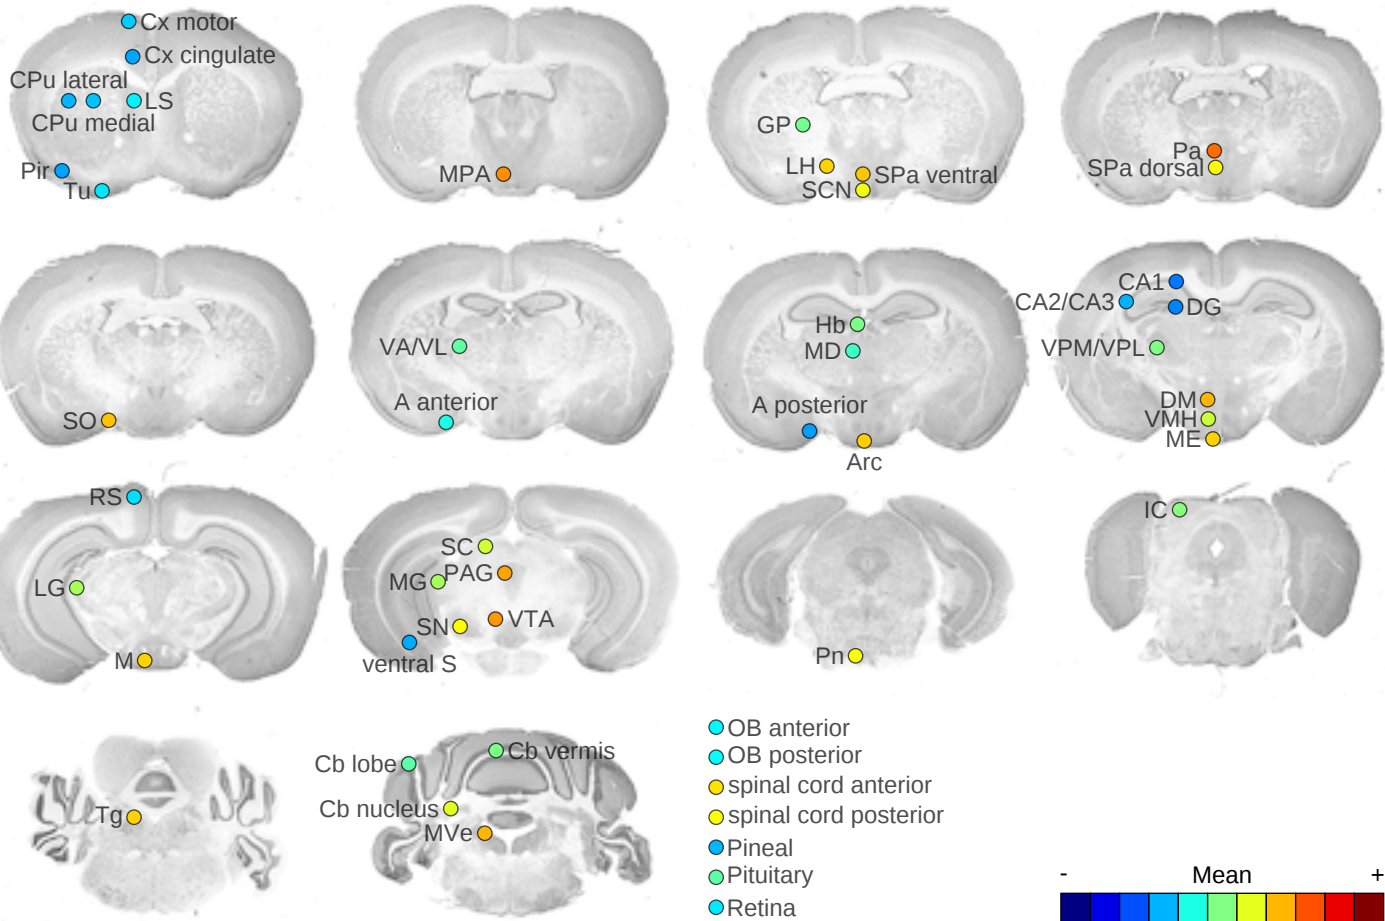 Cx motor
Cx cingulate
CPu lateral
LS
CPu medial
Pir
Tu
MPA
GP
LH
SPa ventral
SCN
Pa
SPa dorsal
SO
VA/VL
A anterior
Hb
MD
A posterior
Arc
CA1
CA2/CA3
DG
VPM/VPL
DM
VMH
ME
RS
LG
M
SC
MG
PAG
SN
VTA
ventral S
Pn
IC
Tg
Cb lobe
Cb vermis
Cb nucleus
MVe
OB anterior
OB posterior
spinal cord anterior
spinal cord posterior
Pineal
Pituitary
Retina
- Mean +